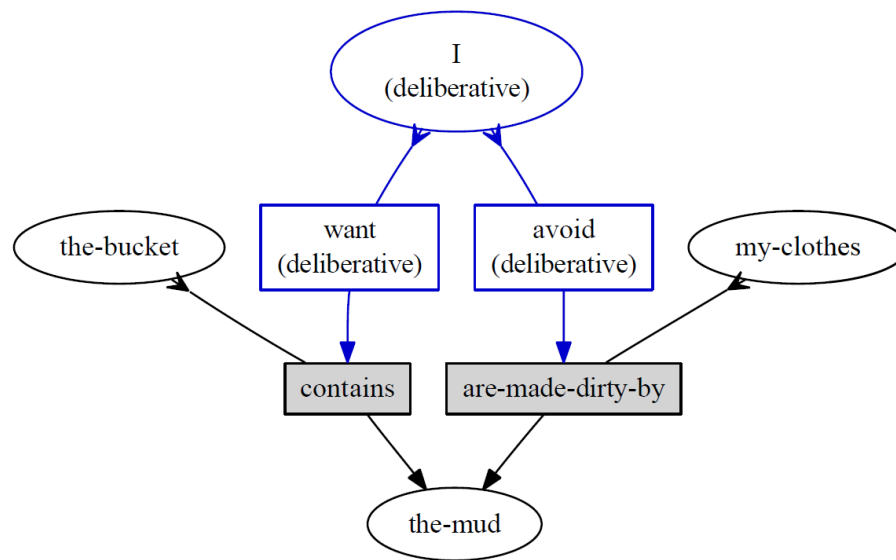 I
(deliberative)
the-bucket
want
(deliberative)
avoid
(deliberative)
my-clothes
contains
are-made-dirty-by
the-mud